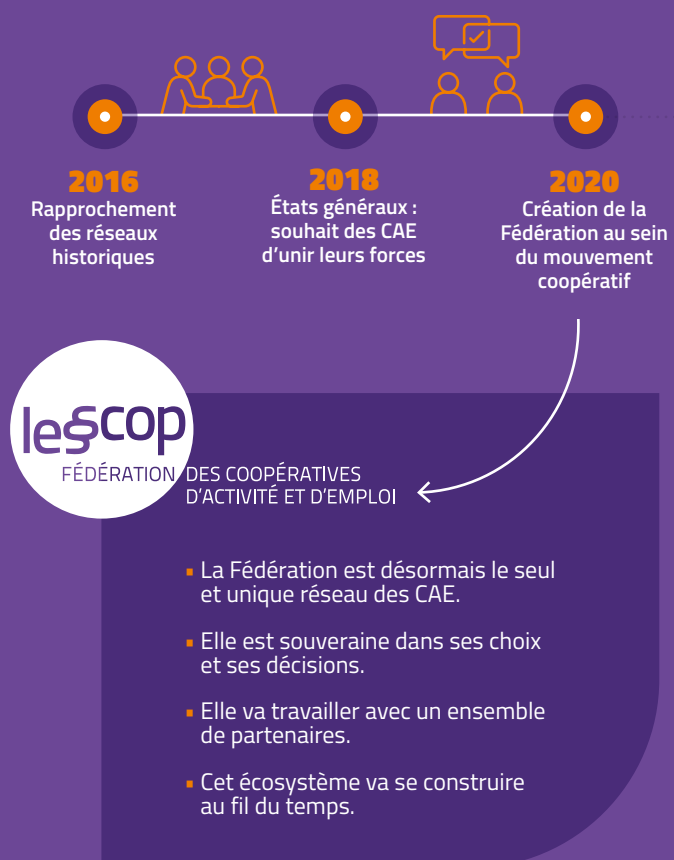 2016
Rapprochement
des réseaux
historiques
2018
États généraux :
souhait des CAE
d'unir leurs forces
2020
Création de la
Fédération au sein
du mouvement
coopératif
lesscop
FÉDÉRATION DES COOPÉRATIVES
D'ACTIVITÉ ET D'EMPLOI
▪ La Fédération est désormais le seul
et unique réseau des CAE.
▪ Elle est souveraine dans ses choix
et ses décisions.
▪ Elle va travailler avec un ensemble
de partenaires.
▪ Cet écosystème va se construire
au fil du temps.